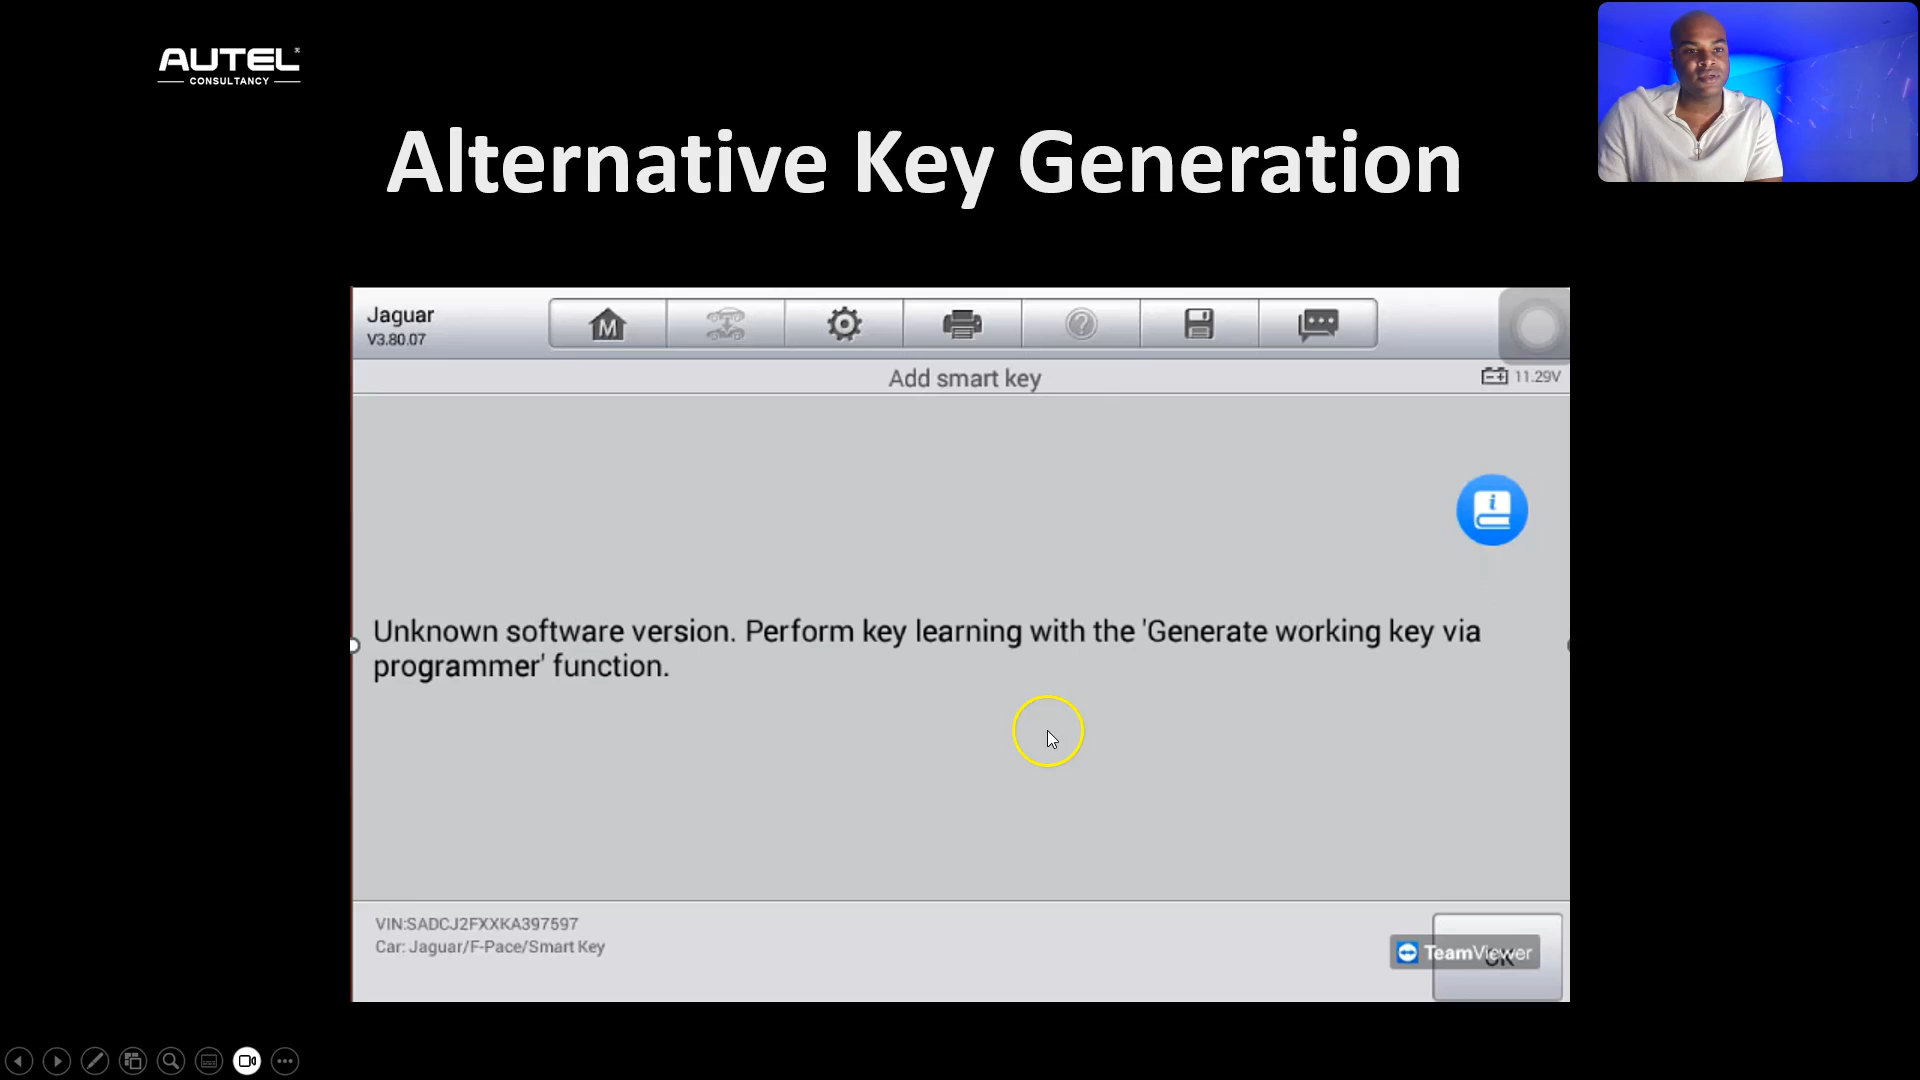 AUTEL
CONSULTANCY
Alternative Key Generation
Jaguar
V3.80.07
M
Add smart key
11.29V
Unknown software version. Perform key learning with the 'Generate working key via
programmer' function.
VIN:SADCJ2FXXKA397597
Car: Jaguar/F-Pace/Smart Key
TeamViewer
OK